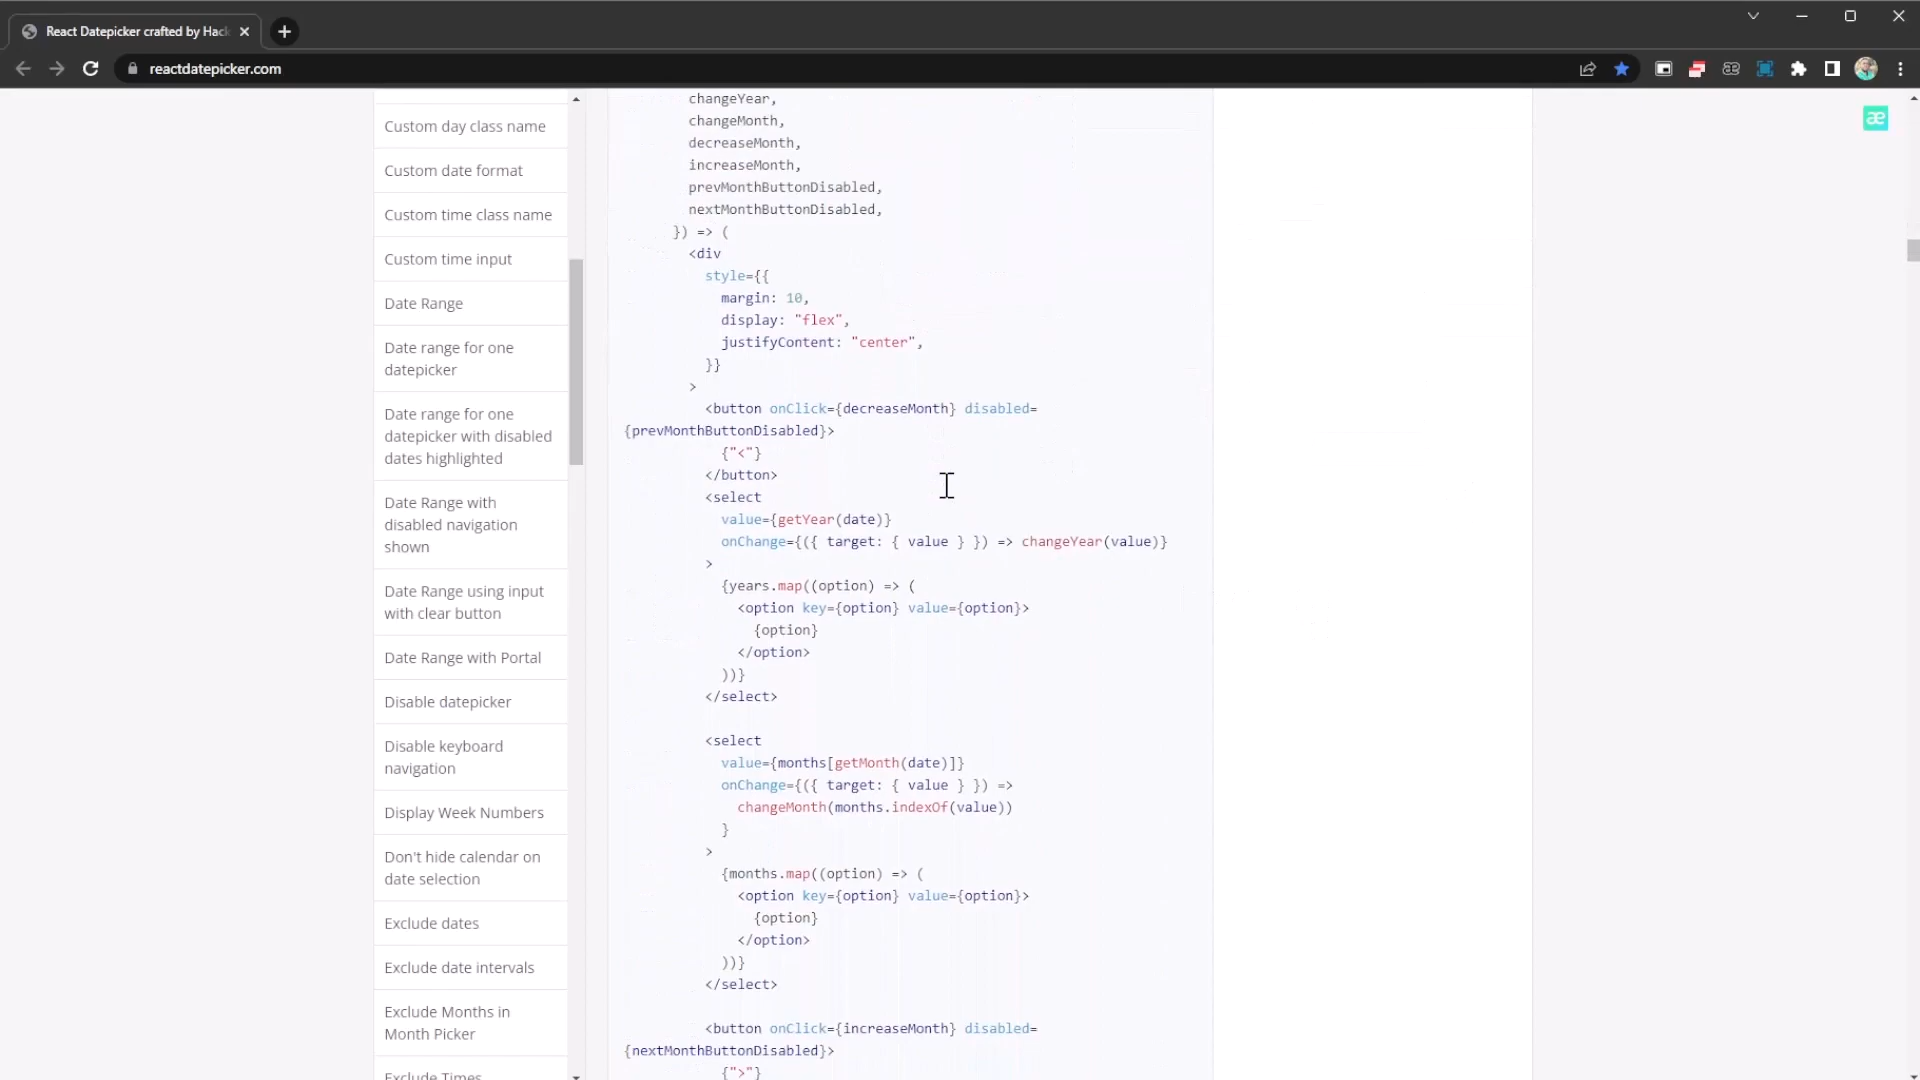 React Datepicker crafted by Hack
reactdatepicker.com
æ
Custom day class name
Custom date format
Custom time class name
Custom time input
Date Range
Date range for one
datepicker
Date range for one
datepicker with disabled
dates highlighted
Date Range with
disabled navigation
shown
Date Range using input
with clear button
Date Range with Portal
Disable datepicker
Disable keyboard
navigation
Display Week Numbers
Don't hide calendar on
date selection
Exclude dates
Exclude date intervals
Exclude Months in
Month Picker
Exclude Times
changeYear,
changeMonth,
decreaseMonth,
increaseMonth,
prevMonthButtonDisabled,
nextMonthButtonDisabled,
}) => (
<div
style={{
margin: 10,
display: "flex",
justifyContent: "center",
}}
>
<button onClick={decreaseMonth} disabled=
{prevMonthButtonDisabled}>
{"<"}
</button>
<select
value={getYear(date)}
onChange={({ target: { value } }) => changeYear(value)}
>
{years.map((option) => (
<option key={option} value={option}>
{option}
</option>
))}
</select>
<select
value={months[getMonth(date)]}
onChange={({ target: { value } }) =>
changeMonth(months.indexOf(value))
}
>
{months.map((option) => (
<option key={option} value={option}>
{option}
</option>
))}
</select>
<button onClick={increaseMonth} disabled=
{nextMonthButtonDisabled}>
{">"}